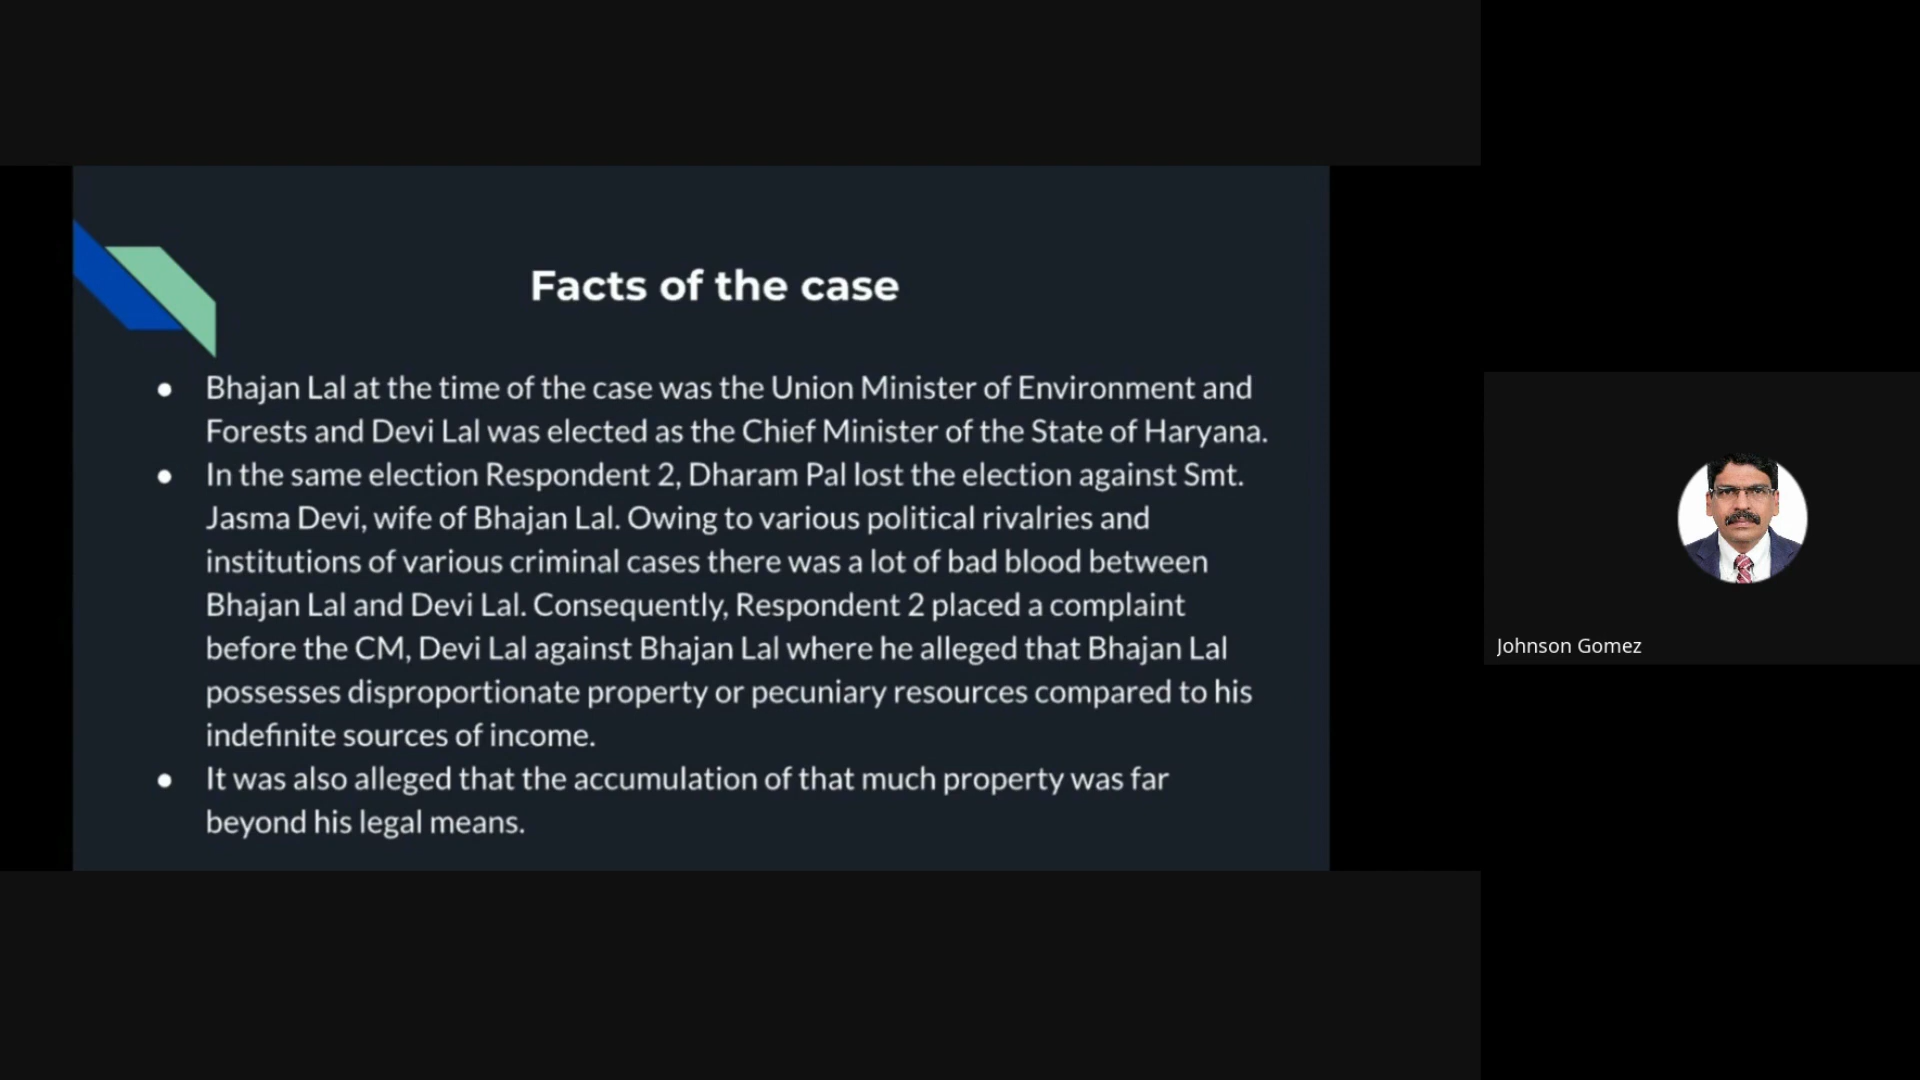 Facts of the case
● Bhajan Lal at the time of the case was the Union Minister of Environment and
Forests and Devi Lal was elected as the Chief Minister of the State of Haryana.
● In the same election Respondent 2, Dharam Pal lost the election against Smt.
Jasma Devi, wife of Bhajan Lal. Owing to various political rivalries and
institutions of various criminal cases there was a lot of bad blood between
Bhajan Lal and Devi Lal. Consequently, Respondent 2 placed a complaint
before the CM, Devi Lal against Bhajan Lal where he alleged that Bhajan Lal
possesses disproportionate property or pecuniary resources compared to his
indefinite sources of income.
● It was also alleged that the accumulation of that much property was far
beyond his legal means.
Johnson Gomez